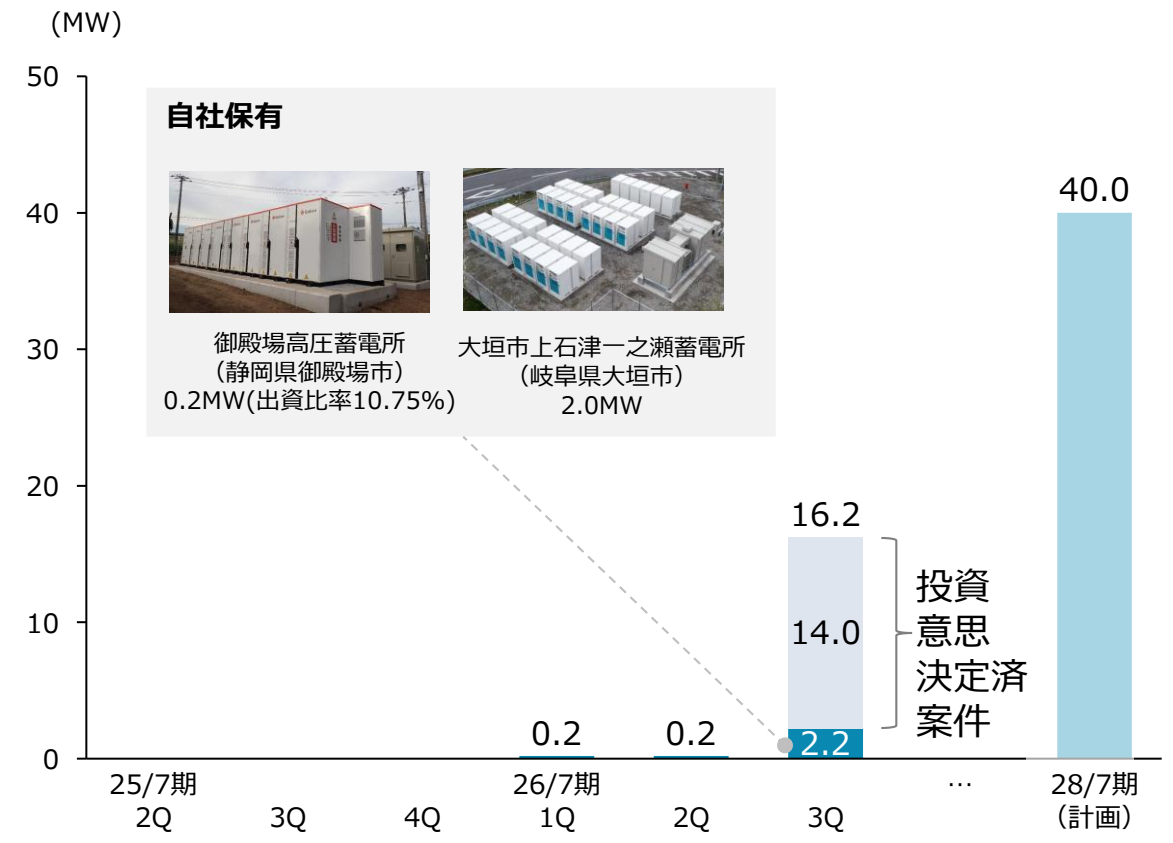 (MW)
50
40
30
20
10
0
自社保有
御殿場高圧蓄電所
（静岡県御殿場市）
0.2MW(出資比率10.75%)
大垣市上石津一之瀬蓄電所
（岐阜県大垣市）
2.0MW
0.2
0.2
16.2
14.0
2.2
投資
意思
決定済
案件
40.0
25/7期
2Q
3Q
4Q
26/7期
1Q
2Q
3Q
…
28/7期
（計画）